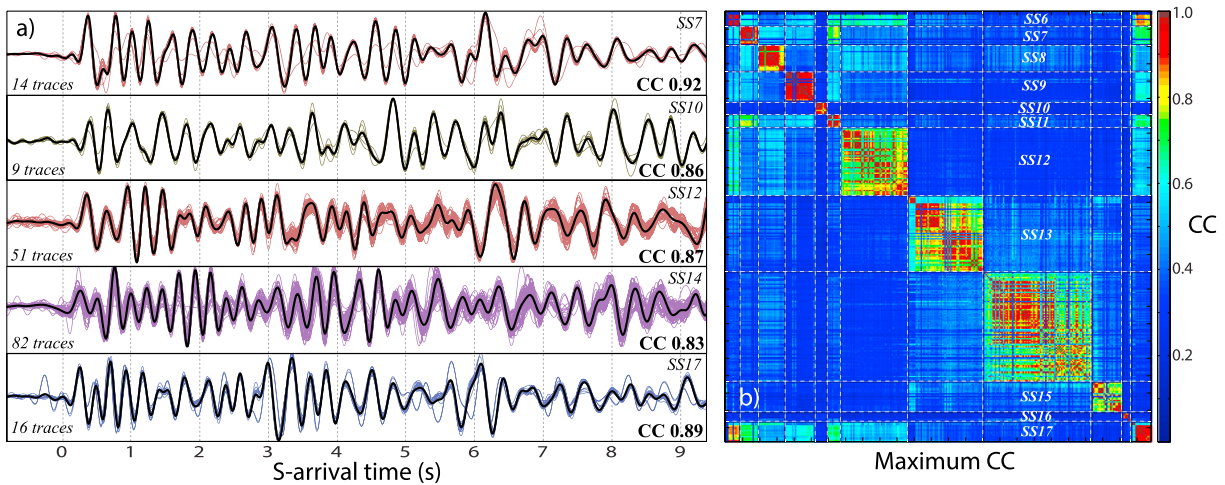 a)
SS7
14 traces
CC 0.92
SS10
9 traces
CC 0.86
SS12
51 traces
CC 0.87
SS14
82 traces
CC 0.83
SS17
16 traces
CC 0.89
0 1 2 3 4 5 6 7 8 9
S-arrival time (s)
SS6
SS7
SS8
SS9
SS10
SS11
SS12
SS13
SS15
SS16
SS17
b)
Maximum CC
1.0
0.8
0.6
0.4
0.2
CC